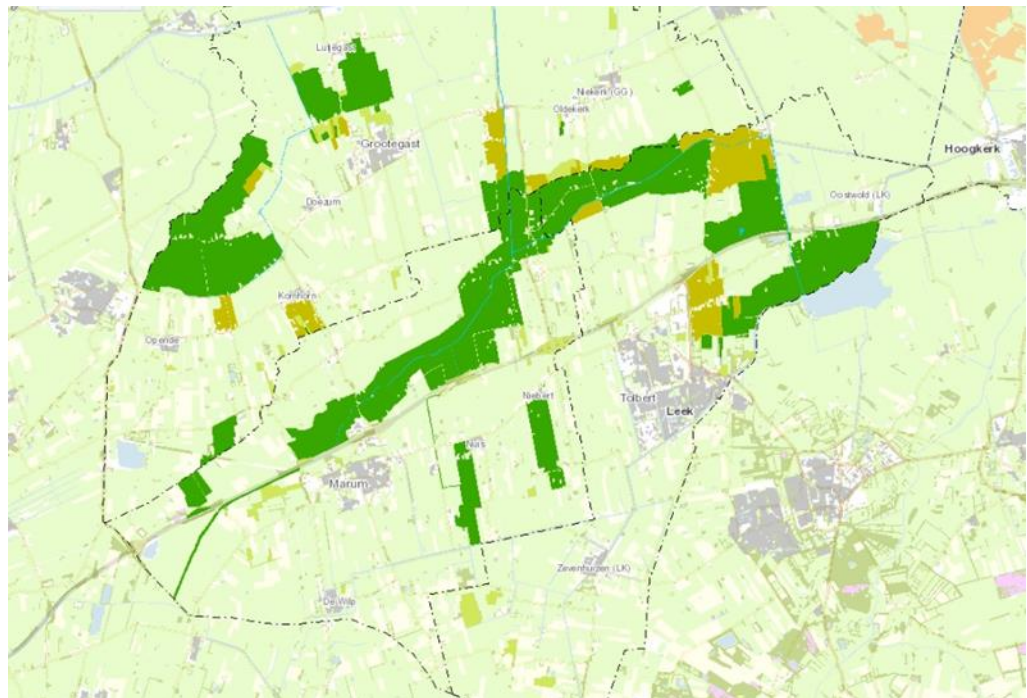 Lutjegast
Niekerk (GG)
Oldekerk
Grootegast
Hoogkerk
Doezum
Oostwold (LK)
Kornhorn
Opende
Niebert
Tolbert
Leek
Nuis
Marum
Zevenhuizen (LK)
De Wilp